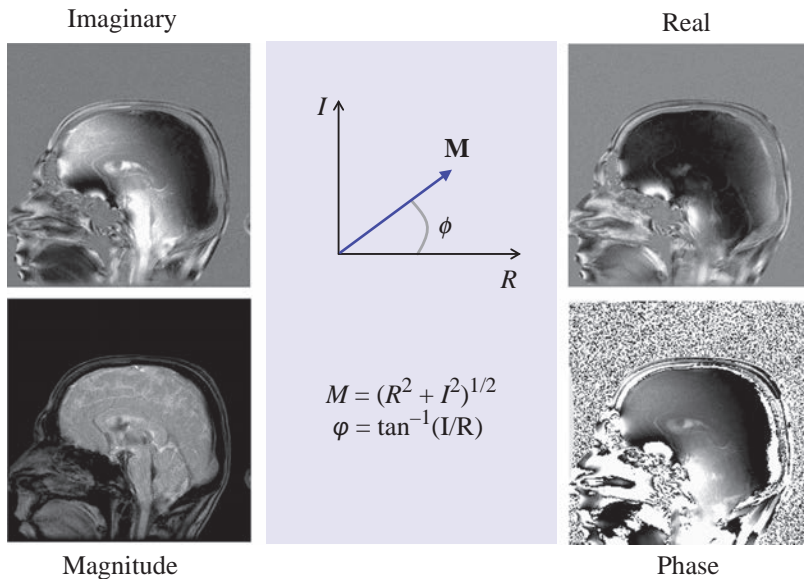 Imaginary
Real
I
M
ϕ
R
M = (R² + I²)¹/²
φ = tan⁻¹(I/R)
Magnitude
Phase